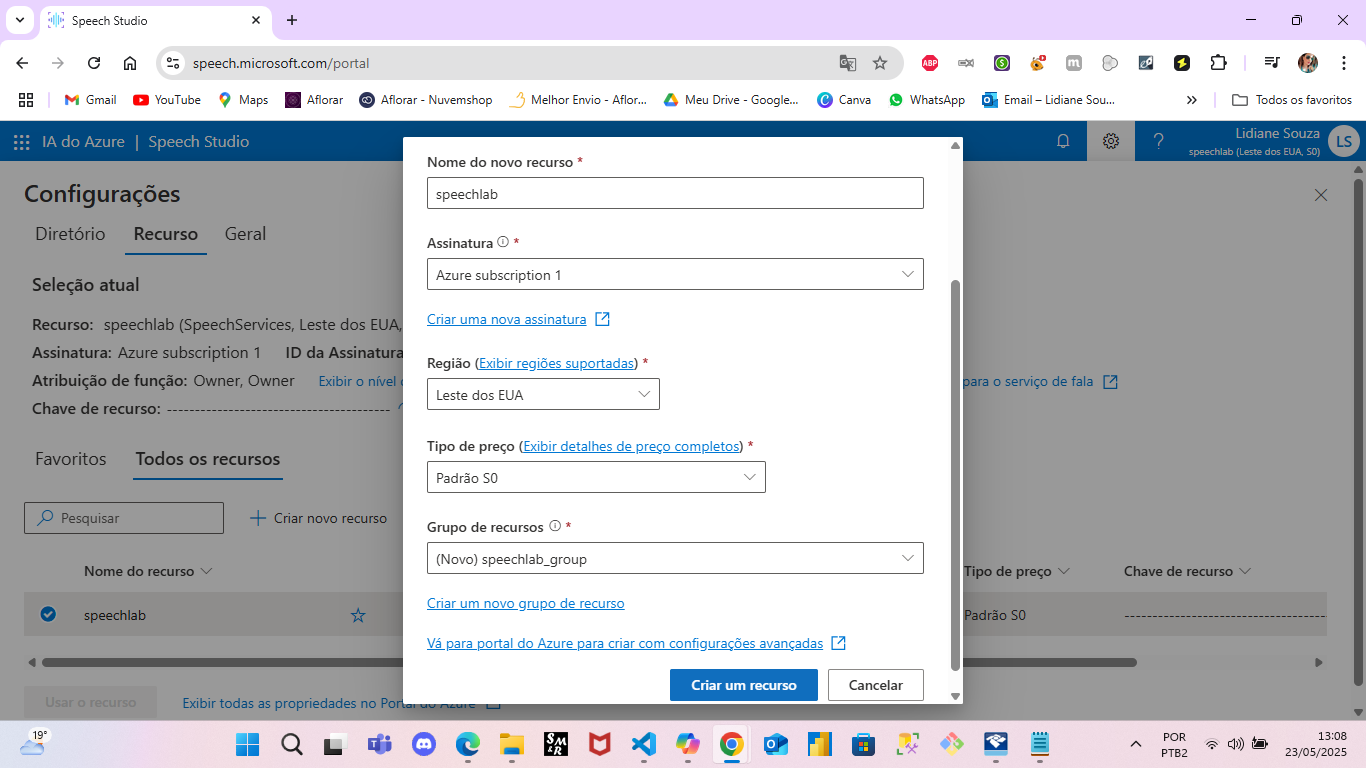 Speech Studio
speech.microsoft.com/portal
ABP
Gmail
YouTube
Maps
Aflorar
Aflorar - Nuvemshop
Melhor Envio - Aflor...
Meu Drive - Google...
Canva
WhatsApp
Email – Lidiane Sou...
Todos os favoritos
IA do Azure | Speech Studio
Lidiane Souza
speechlab (Leste dos EUA, S0)
LS
Configurações
Diretório Recurso Geral
Seleção atual
Recurso: speechlab (SpeechServices, Leste dos EUA,
Assinatura: Azure subscription 1 ID da Assinatura
Atribuição de função: Owner, Owner Exibir o nível para o serviço de fala
Chave de recurso: ----------------------------------------
Favoritos Todos os recursos
Pesquisar
Criar novo recurso
Nome do recurso
Tipo de preço
Chave de recurso
speechlab
Padrão S0
------------------------------------
Usar o recurso
Exibir todas as propriedades no Portal do Azure
Nome do novo recurso *
speechlab
Assinatura *
Azure subscription 1
Criar uma nova assinatura
Região (Exibir regiões suportadas) *
Leste dos EUA
Tipo de preço (Exibir detalhes de preço completos) *
Padrão S0
Grupo de recursos *
(Novo) speechlab_group
Criar um novo grupo de recurso
Vá para portal do Azure para criar com configurações avançadas
Criar um recurso
Cancelar
19°
SM
&R
POR
PTB2
13:08
23/05/2025